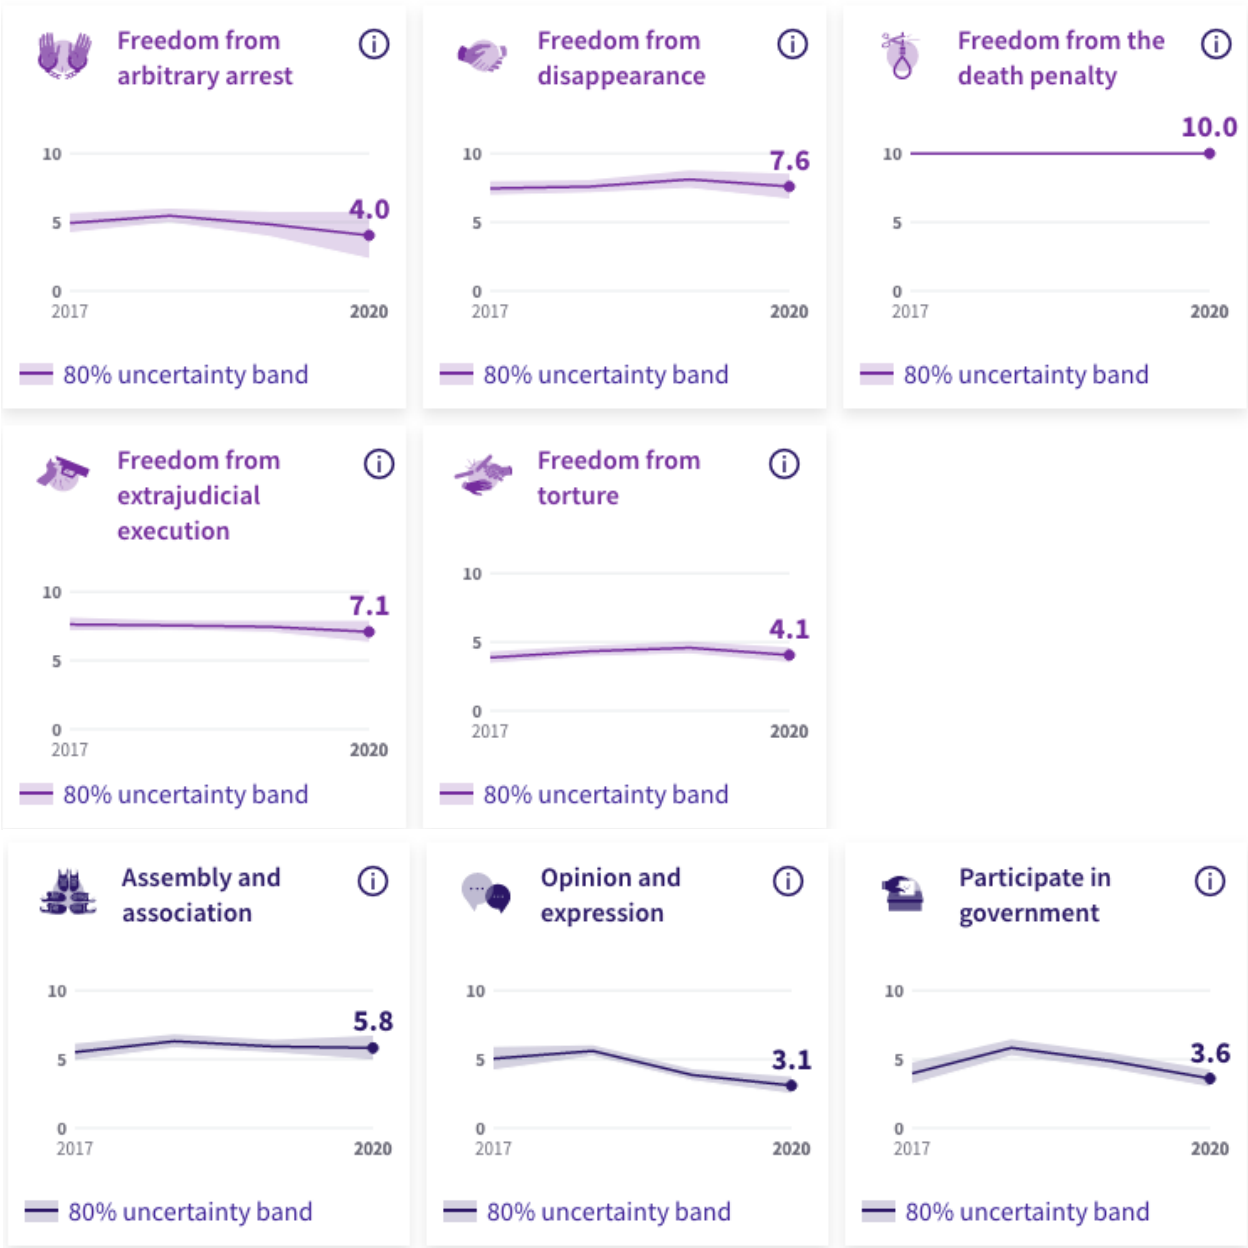 Freedom from
arbitrary arrest
10
5
0
4.0
2017
2020
80% uncertainty band
Freedom from
disappearance
10
5
0
7.6
2017
2020
80% uncertainty band
Freedom from the
death penalty
10.0
10
5
0
2017
2020
80% uncertainty band
Freedom from
extrajudicial
execution
10
7.1
5
0
2017
2020
80% uncertainty band
Freedom from
torture
10
5
4.1
0
2017
2020
80% uncertainty band
Assembly and
association
10
5.8
5
0
2017
2020
80% uncertainty band
Opinion and
expression
10
5
3.1
0
2017
2020
80% uncertainty band
Participate in
government
10
3.6
5
0
2017
2020
80% uncertainty band